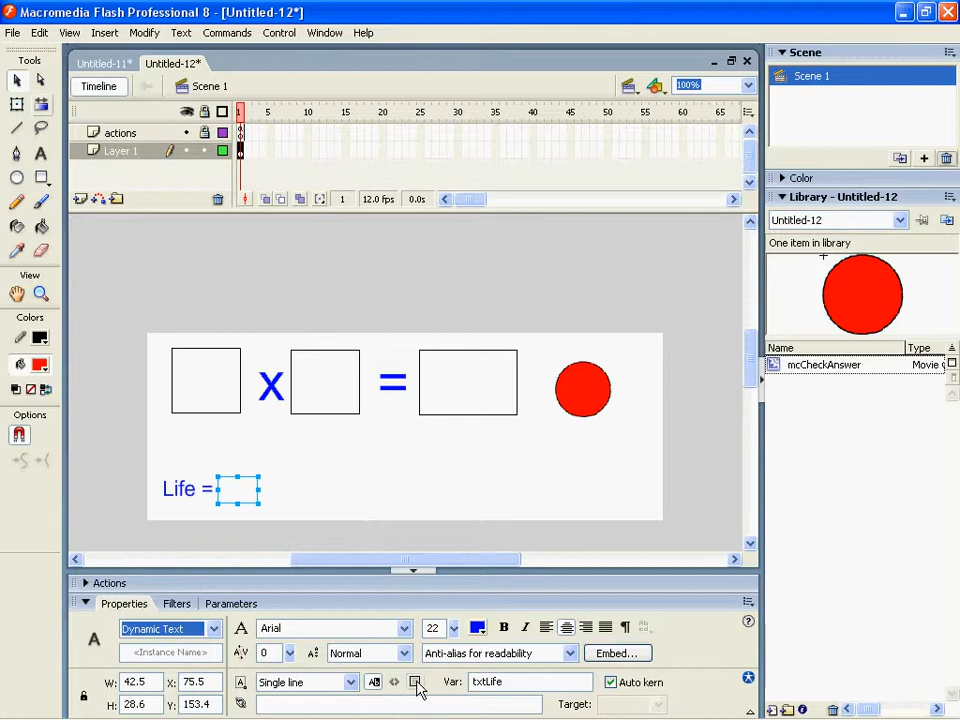 Macromedia Flash Professional 8 - [Untitled-12*]
File Edit View Insert Modify Text Commands Control Window Help
Tools
Untitled-11* Untitled-12*
Timeline Scene 1 100%
1 5 10 15 20 25 30 35 40 45 50 55 60 65
actions
Layer 1
1 12.0 fps 0.0s
View
Colors
Options
x =
Life =
Scene
Scene 1
Color
Library - Untitled-12
Untitled-12
One item in library
Name Type
mcCheckAnswer Movie
Actions
Properties Filters Parameters
A Dynamic Text A Arial 22 B I
<Instance Name> A/V 0 Normal Anti-alias for readability Embed...
W: 42.5 X: 75.5 Single line Var: txtLife Auto kern
H: 28.6 Y: 153.4 Target: